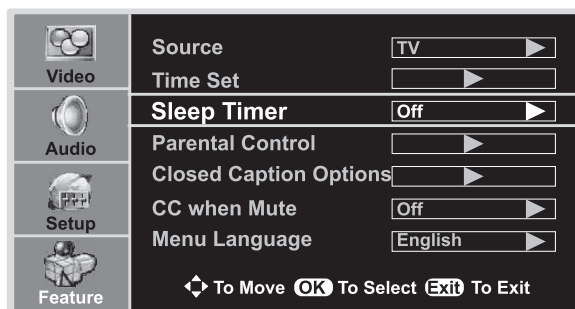 Video
Audio
Setup
Feature
Source TV
Time Set
Sleep Timer Off
Parental Control
Closed Caption Options
CC when Mute Off
Menu Language English
To Move OK To Select Exit To Exit